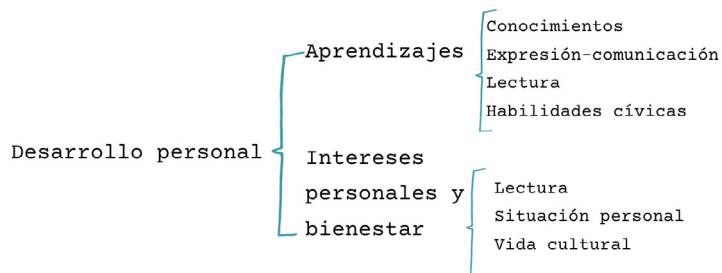 Desarrollo personal
Aprendizajes
Conocimientos
Expresión-comunicación
Lectura
Habilidades cívicas
Intereses
personales y
bienestar
Lectura
Situación personal
Vida cultural